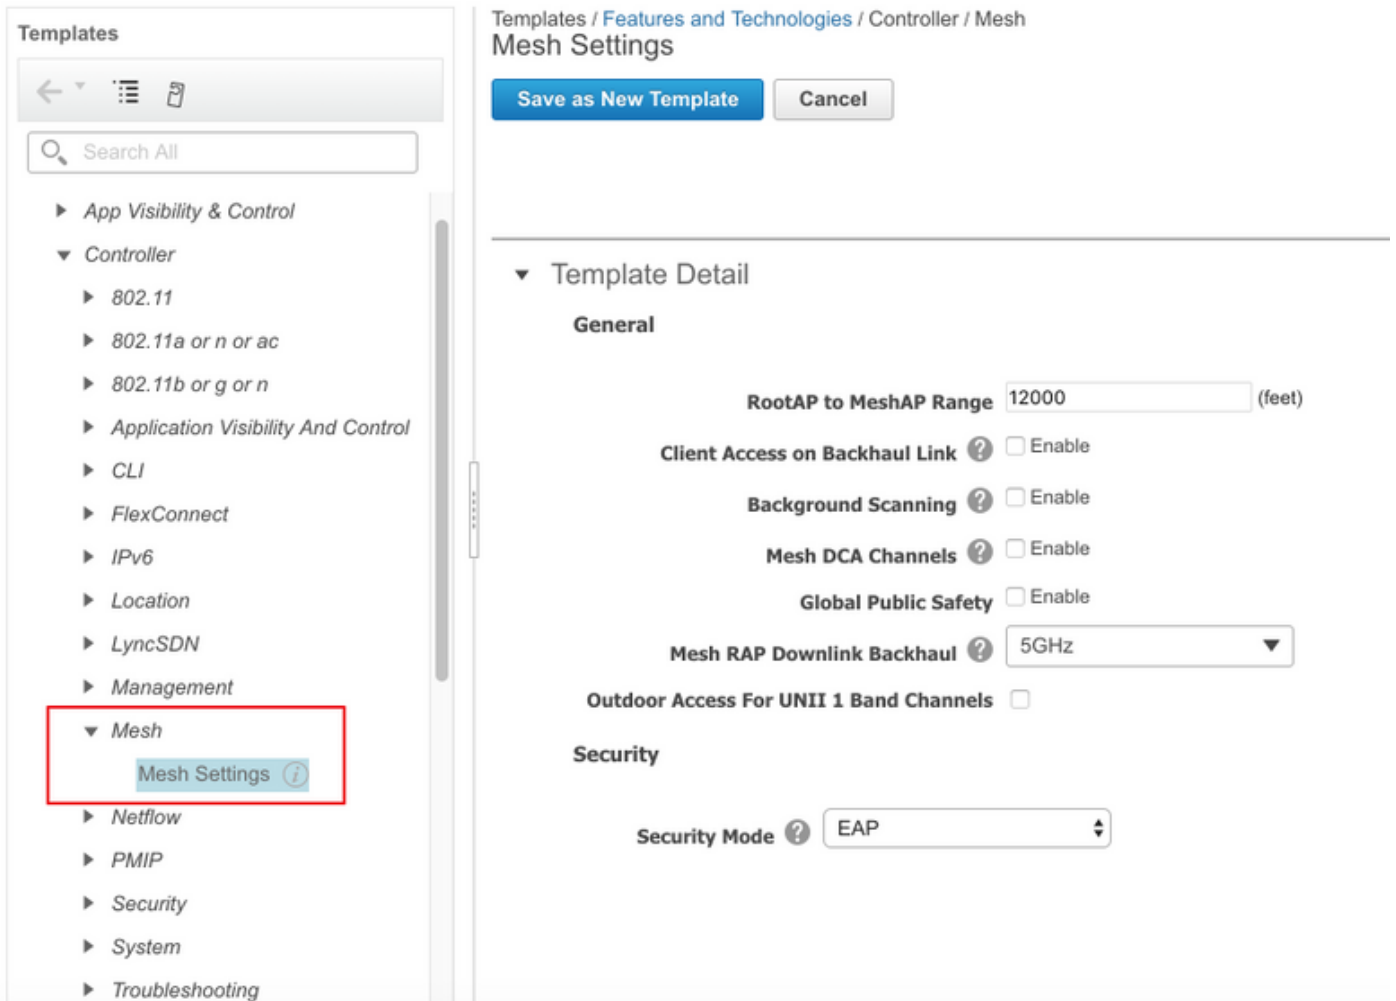 Templates
Search All
App Visibility & Control
Controller
802.11
802.11a or n or ac
802.11b or g or n
Application Visibility And Control
CLI
FlexConnect
IPv6
Location
LyncSDN
Management
Mesh
Mesh Settings
Netflow
PMIP
Security
System
Troubleshooting
Templates / Features and Technologies / Controller / Mesh
Mesh Settings
Save as New Template Cancel
Template Detail
General
RootAP to MeshAP Range 12000 (feet)
Client Access on Backhaul Link ? Enable
Background Scanning ? Enable
Mesh DCA Channels ? Enable
Global Public Safety Enable
Mesh RAP Downlink Backhaul ? 5GHz
Outdoor Access For UNII 1 Band Channels
Security
Security Mode ? EAP